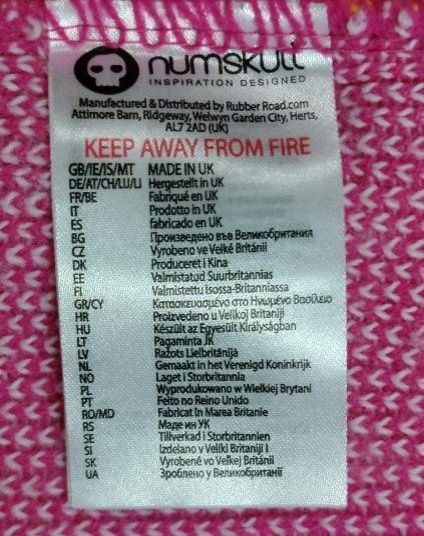 numskull
INSPIRATION DESIGNED
Manufactured & Distributed by Rubber Road.com
Attimore Barn, Ridgeway, Welwyn Garden City, Herts,
AL7 2AD (UK)
KEEP AWAY FROM FIRE
GB/IE/IS/MT MADE IN UK
DE/AT/CH/LU/LI Hergestellt in UK
FR/BE Fabriqué en UK
IT Prodotto in UK
ES fabricado en UK
BG Произведено във Великобритания
CZ Vyrobeno ve Velké Británii
DK Produceret i Kina
EE Valmistatud Suurbritannias
FI Valmistettu Isossa-Britanniassa
GR/CY Κατασκευασμένο στο Ηνωμένο Βασίλειο
HR Proizvedeno u Velikoj Britaniji
HU Készült az Egyesült Királyságban
LT Pagaminta JK
LV Ražots Lielbritānijā
NL Gemaakt in het Verenigd Koninkrijk
NO Laget i Storbritannia
PL Wyprodukowano w Wielkiej Brytani
PT Feito no Reino Unido
RO/MD Fabricat în Marea Britanie
RS Маде ин УК
SE Tillverkad i Storbritannien
SI Izdelano v Veliki Britaniji I
SK Vyrobené vo Veľkej Británii
UA Зроблено у Великобританії